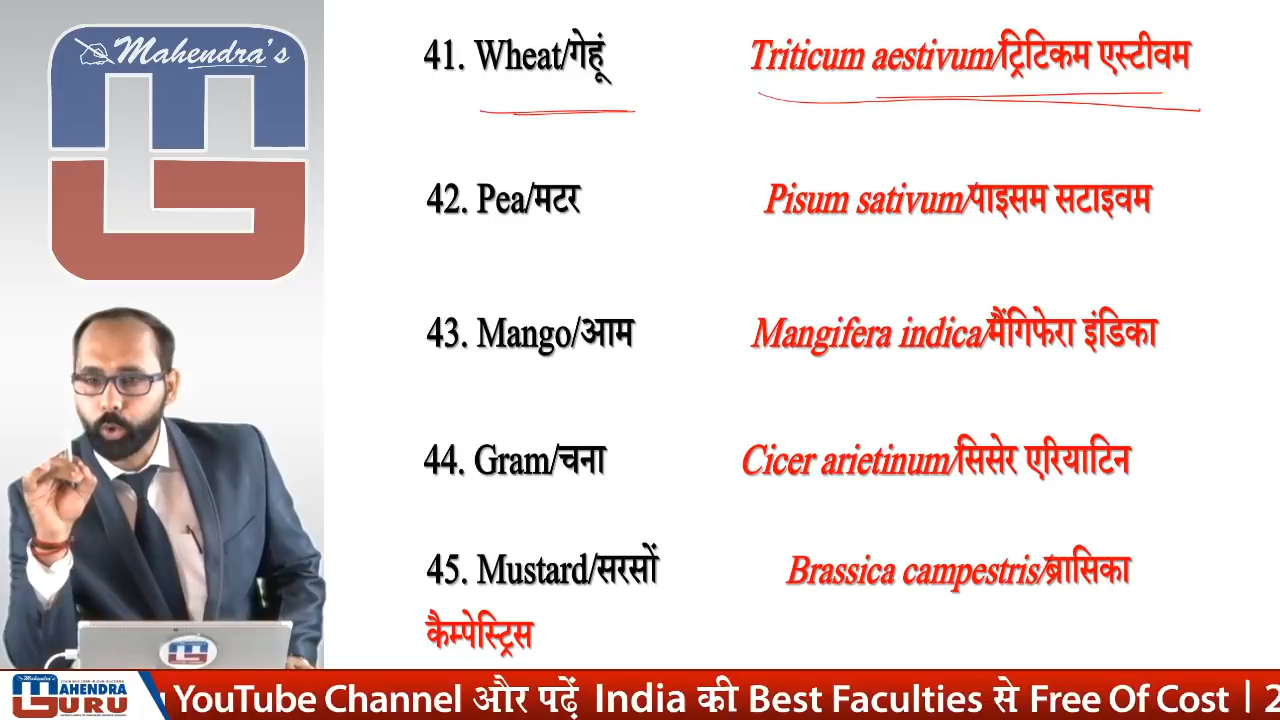 Mahendra's
41. Wheat/गेहूं Triticum aestivum/ट्रिटिकम एस्टीवम
42. Pea/मटर Pisum sativum/पाइसम सटाइवम
43. Mango/आम Mangifera indica/मैंगिफेरा इंडिका
44. Gram/चना Cicer arietinum/सिसेर एरियाटिन
45. Mustard/सरसों Brassica campestris/ब्रासिका
कैम्पेस्ट्रिस
Mahendra's
MAHENDRA
GURU
YouTube Channel और पढ़ें India की Best Faculties से Free Of Cost | 2